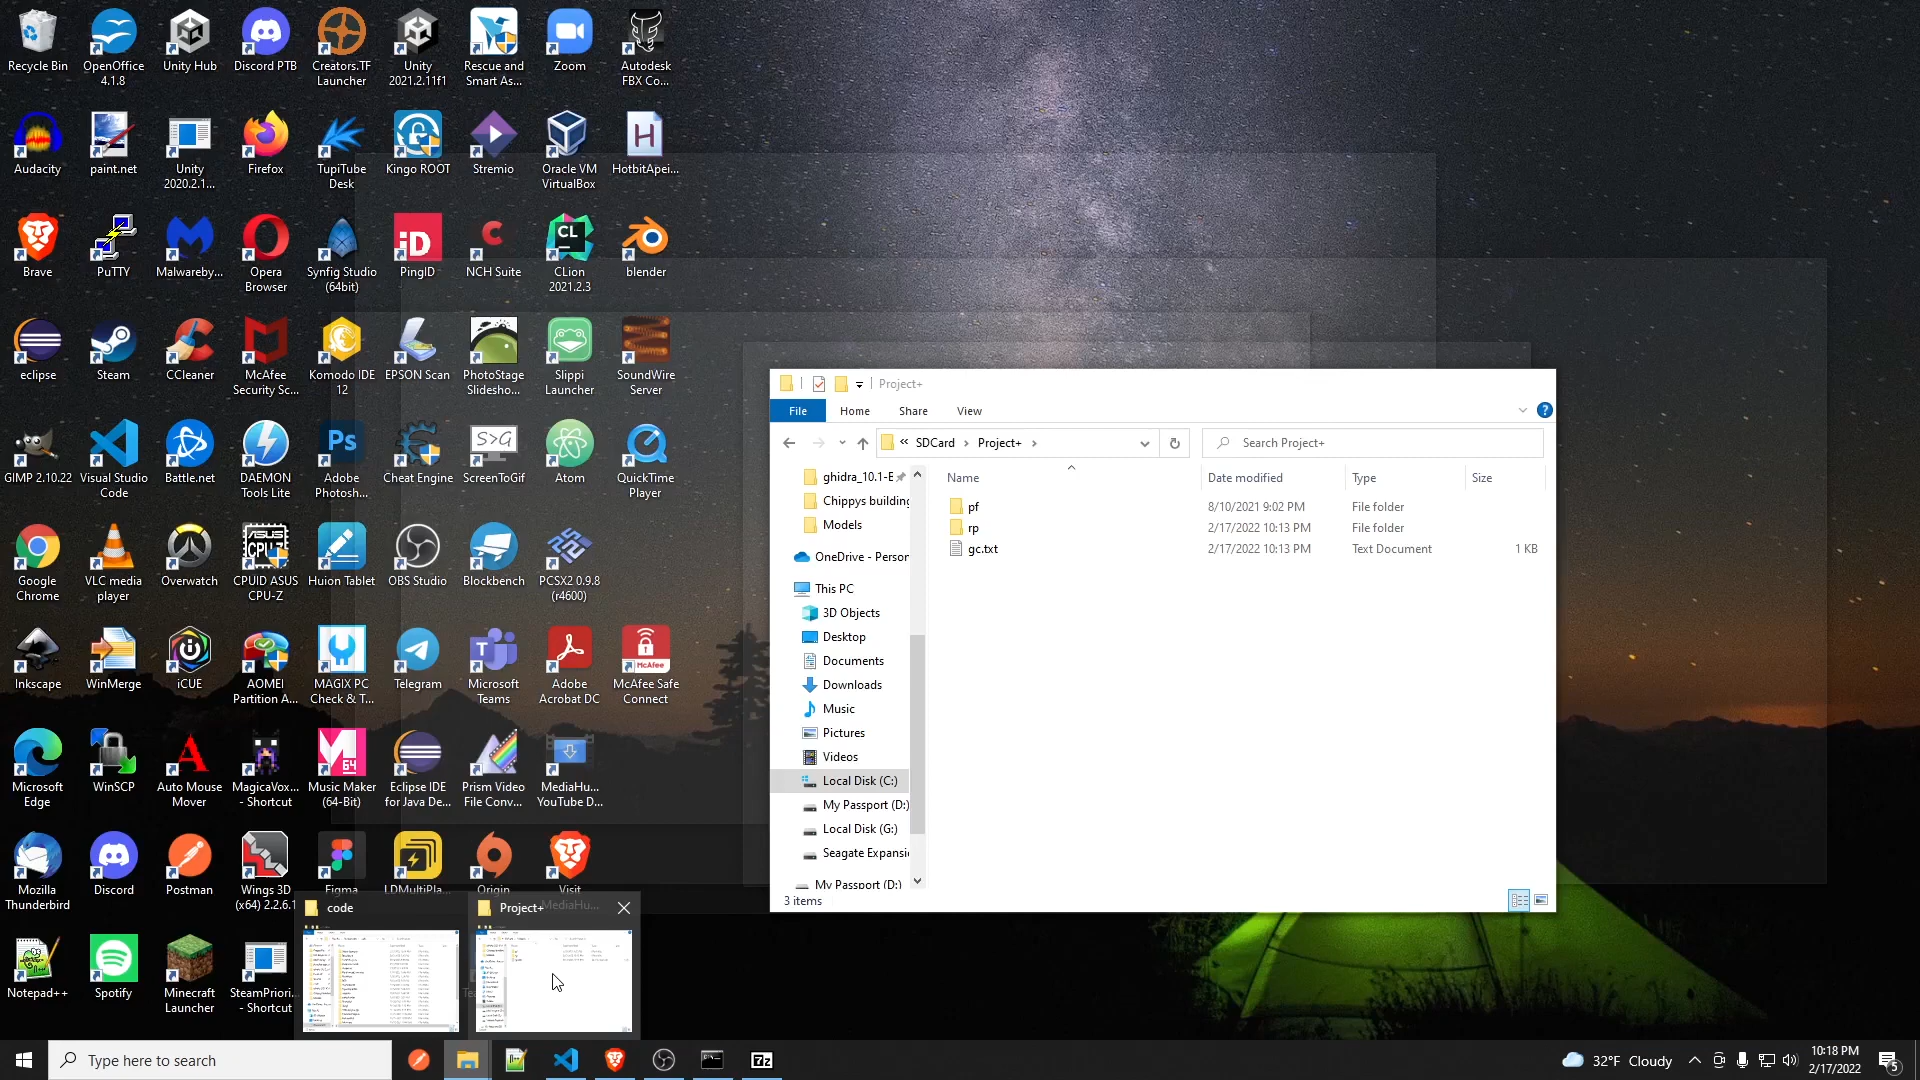 Recycle Bin
OpenOffice
4.1.8
Unity Hub
Discord PTB
Creators.TF
Launcher
Unity
2021.2.11f1
Rescue and
Smart As...
Zoom
Autodesk
FBX Co...
Audacity
paint.net
Unity
2020.2.1...
Firefox
TupiTube
Desk
Kingo ROOT
Stremio
Oracle VM
VirtualBox
HotbitApei...
Brave
PuTTY
Malwareby...
Opera
Browser
Synfig Studio
(64bit)
PingID
NCH Suite
CLion
2021.2.3
blender
eclipse
Steam
CCleaner
McAfee
Security Sc...
Komodo IDE
12
EPSON Scan
PhotoStage
Slidesho...
Slippi
Launcher
SoundWire
Server
GIMP 2.10.22
Visual Studio
Code
Battle.net
DAEMON
Tools Lite
Adobe
Photosh...
Cheat Engine
ScreenToGif
Atom
QuickTime
Player
Google
Chrome
VLC media
player
Overwatch
CPUID ASUS
CPU-Z
Huion Tablet
OBS Studio
Blockbench
PCSX2 0.9.8
(r4600)
Inkscape
WinMerge
iCUE
AOMEI
Partition A...
MAGIX PC
Check & T...
Telegram
Microsoft
Teams
Adobe
Acrobat DC
McAfee Safe
Connect
Microsoft
Edge
WinSCP
Auto Mouse
Mover
MagicaVox...
- Shortcut
Music Maker
(64-Bit)
Eclipse IDE
for Java De...
Prism Video
File Conv...
MediaHu...
YouTube D...
Mozilla
Thunderbird
Discord
Postman
Wings 3D
(x64) 2.2.6.1
Figma
LDMultiPla...
Origin
Visit
MediaHu...
Notepad++
Spotify
Minecraft
Launcher
SteamPriori...
- Shortcut
Project+
File
Home
Share
View
« SDCard › Project+ ›
Search Project+
ghidra_10.1-E
Chippys building
Models
OneDrive - Person
This PC
3D Objects
Desktop
Documents
Downloads
Music
Pictures
Videos
Local Disk (C:)
My Passport (D:)
Local Disk (G:)
Seagate Expansi
My Passport (D:)
Name
Date modified
Type
Size
pf
8/10/2021 9:02 PM
File folder
rp
2/17/2022 10:13 PM
File folder
gc.txt
2/17/2022 10:13 PM
Text Document
1 KB
3 items
code
Project+
Type here to search
32°F Cloudy
10:18 PM
2/17/2022
5